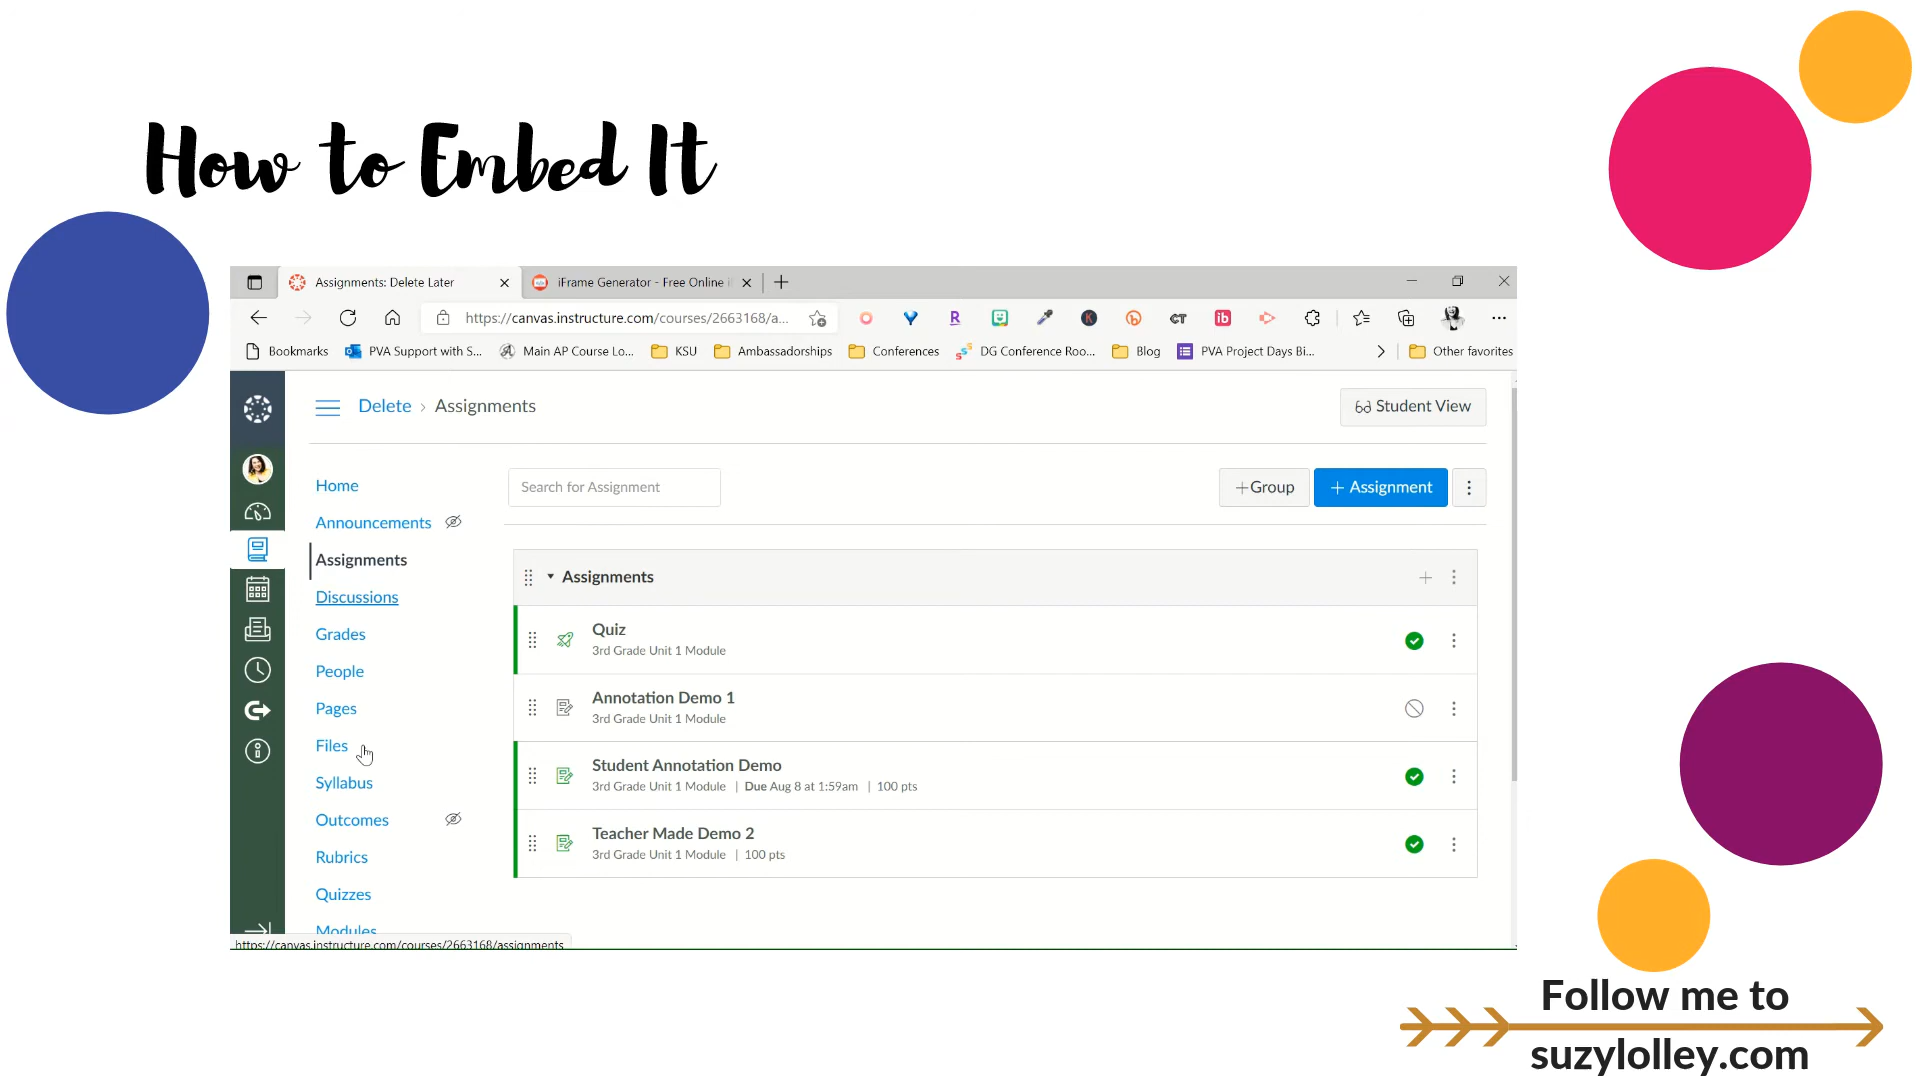 How to Embed It
Assignments: Delete Later
iFrame Generator - Free Online
https://canvas.instructure.com/courses/2663168/a...
R
K
CT
ib
Bookmarks
PVA Support with S...
Main AP Course Lo...
KSU
Ambassadorships
Conferences
DG Conference Roo...
Blog
PVA Project Days Bi...
Other favorites
Delete › Assignments
Student View
Home
Announcements
Assignments
Discussions
Grades
People
Pages
Files
Syllabus
Outcomes
Rubrics
Quizzes
Modules
Search for Assignment
+Group
+ Assignment
Assignments
Quiz
3rd Grade Unit 1 Module
Annotation Demo 1
3rd Grade Unit 1 Module
Student Annotation Demo
3rd Grade Unit 1 Module | Due Aug 8 at 1:59am | 100 pts
Teacher Made Demo 2
3rd Grade Unit 1 Module | 100 pts
https://canvas.instructure.com/courses/2663168/assignments
Follow me to
suzylolley.com